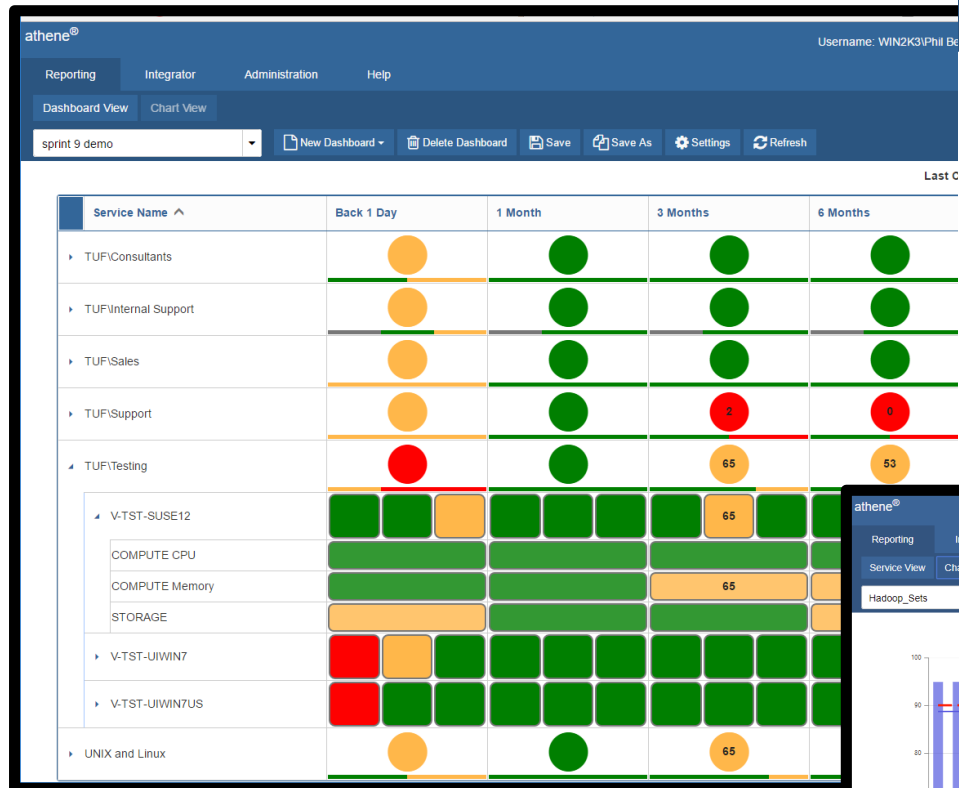 athene®
Username: WIN2K3\Phil Be
Reporting Integrator Administration Help
Dashboard View Chart View
sprint 9 demo New Dashboard Delete Dashboard Save Save As Settings Refresh
Last
Service Name Back 1 Day 1 Month 3 Months 6 Months
TUF\Consultants
TUF\Internal Support
TUF\Sales
TUF\Support 2 0
TUF\Testing 65 53
V-TST-SUSE12 65
COMPUTE CPU
COMPUTE Memory 65
STORAGE
V-TST-UIWIN7
V-TST-UIWIN7US
UNIX and Linux 65
athene®
Reporting
Service View Cha
Hadoop_Sets
100
90
80